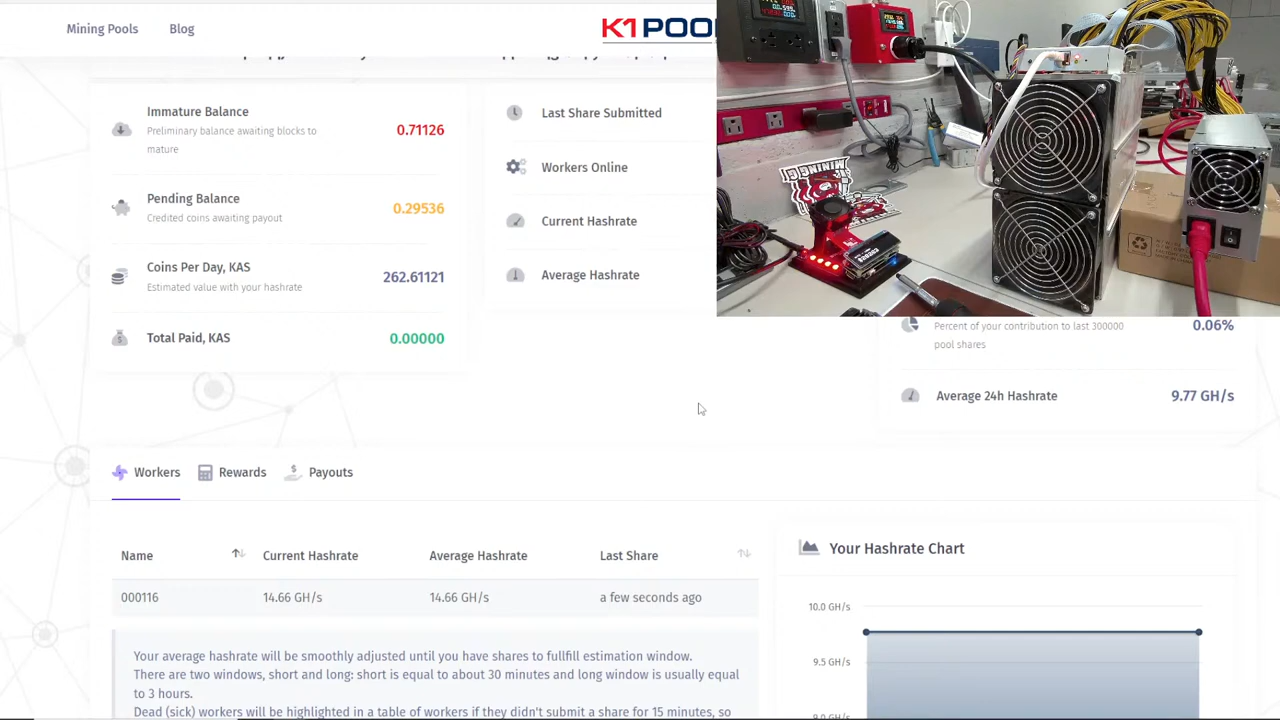 Mining Pools
Blog
K1POO
Immature Balance
Preliminary balance awaiting blocks to
mature
0.71126
Pending Balance
Credited coins awaiting payout
0.29536
Coins Per Day, KAS
Estimated value with your hashrate
262.61121
Total Paid, KAS
0.00000
Last Share Submitted
Workers Online
Current Hashrate
Average Hashrate
Percent of your contribution to last 300000
pool shares
0.06%
Average 24h Hashrate
9.77 GH/s
Workers
Rewards
Payouts
Name
Current Hashrate
Average Hashrate
Last Share
000116
14.66 GH/s
14.66 GH/s
a few seconds ago
Your average hashrate will be smoothly adjusted until you have shares to fullfill estimation window.
There are two windows, short and long: short is equal to about 30 minutes and long window is usually equal
to 3 hours.
Dead (sick) workers will be highlighted in a table of workers if they didn't submit a share for 15 minutes, so
Your Hashrate Chart
10.0 GH/s
9.5 GH/s
9.0 GH/s